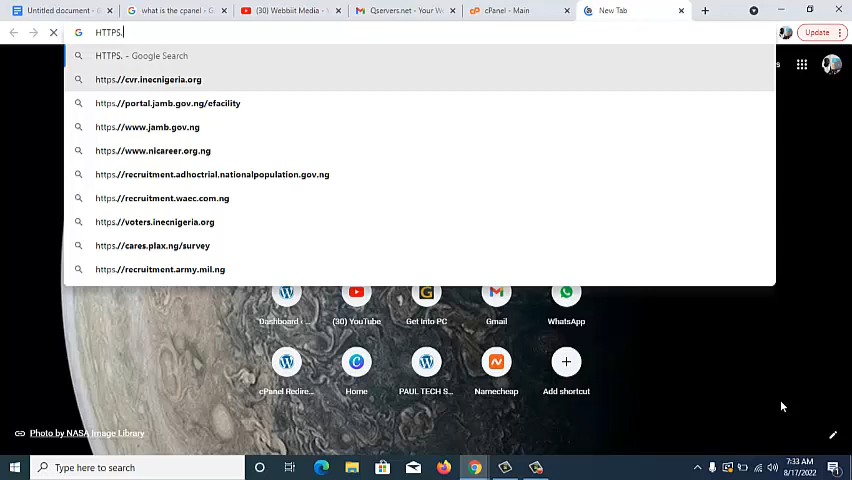 Untitled document
what is the cpanel - G
(30) Webbiit Media -
Qservers.net - Your We
cPanel - Main
New Tab
HTTPS.
Update
HTTPS. - Google Search
https://cvr.inecnigeria.org
https://portal.jamb.gov.ng/efacility
https://www.jamb.gov.ng
https://www.nicareer.org.ng
https://recruitment.adhoctrial.nationalpopulation.gov.ng
https://recruitment.waec.com.ng
https://voters.inecnigeria.org
https://cares.plax.ng/survey
https://recruitment.army.mil.ng
Dashboard ‹ ...
(30) YouTube
Get Into PC
Gmail
WhatsApp
cPanel Redire...
Home
PAUL TECH S...
Namecheap
Add shortcut
Photo by NASA Image Library
Type here to search
7:33 AM
8/17/2022